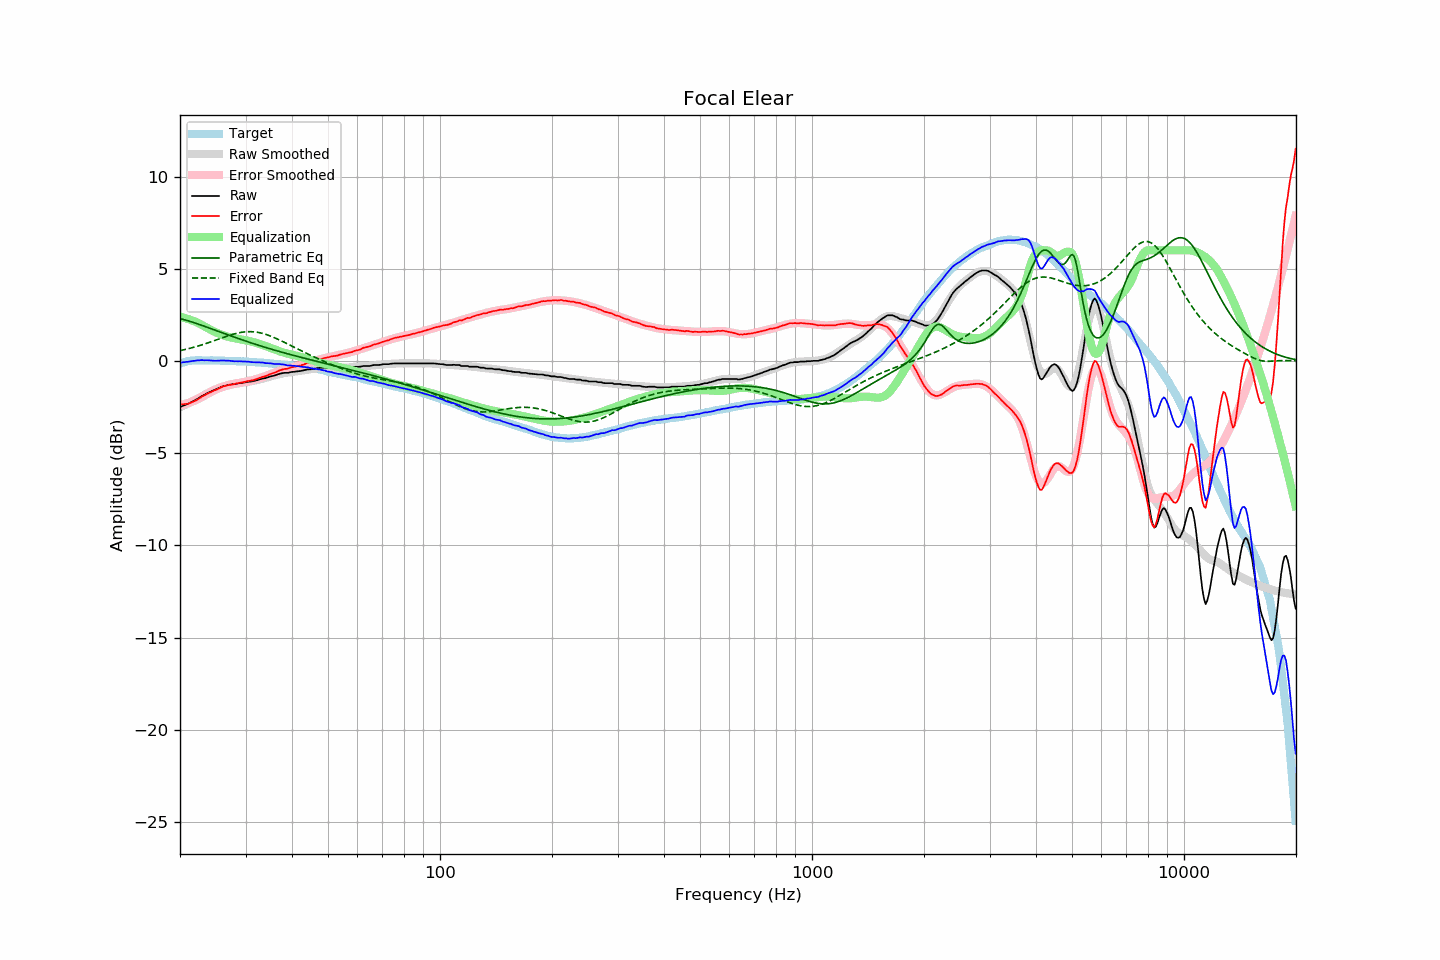 Focal Elear
Target
Raw Smoothed
Error Smoothed
Raw
Error
Equalization
Parametric Eq
Fixed Band Eq
Equalized
10
5
0
−5
−10
−15
−20
−25
Amplitude (dBr)
100 1000 10000
Frequency (Hz)